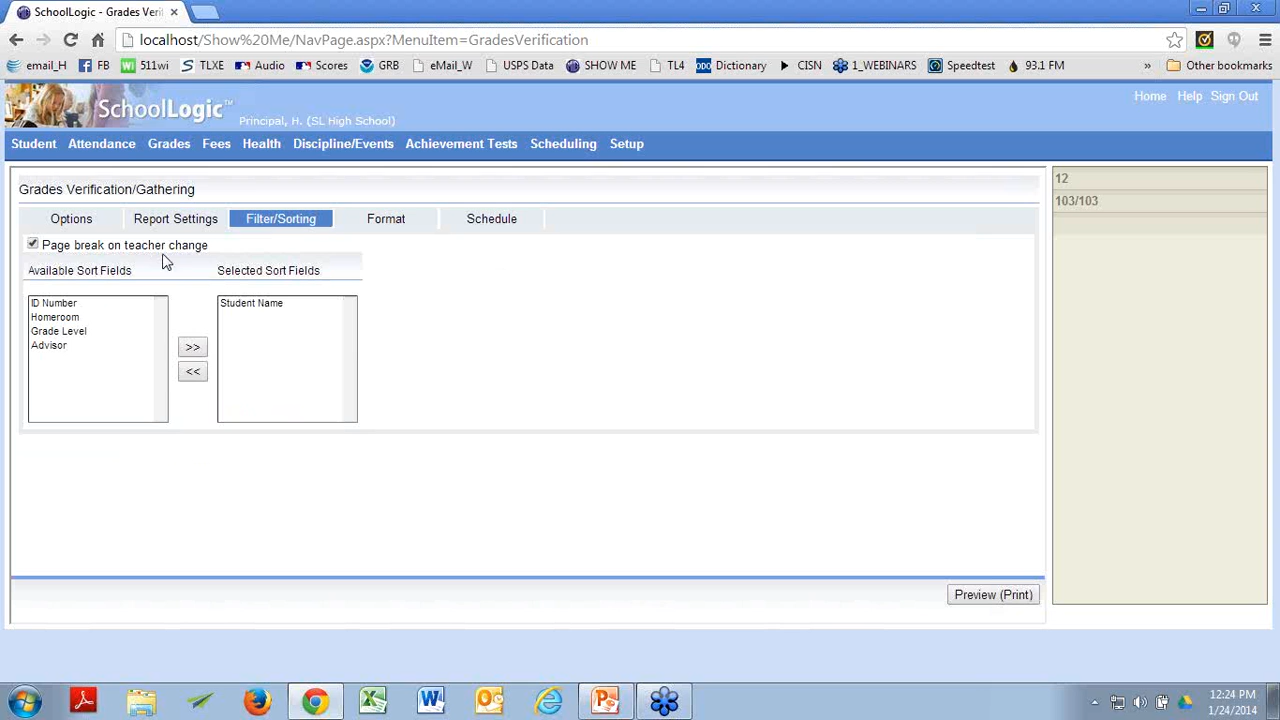 SchoolLogic - Grades Veri
localhost/Show%20Me/NavPage.aspx?MenuItem=GradesVerification
email_H FB 511wi TLXE Audio Scores GRB eMail_W USPS Data SHOW ME TL4 Dictionary CISN 1_WEBINARS Speedtest 93.1 FM » Other bookmarks
SchoolLogic™
Principal, H. (SL High School)
Home Help Sign Out
Student Attendance Grades Fees Health Discipline/Events Achievement Tests Scheduling Setup
Grades Verification/Gathering
Options Report Settings Filter/Sorting Format Schedule
Page break on teacher change
Available Sort Fields Selected Sort Fields
ID Number
Homeroom
Grade Level
Advisor
>>
<<
Student Name
Preview (Print)
12
103/103
12:24 PM
1/24/2014